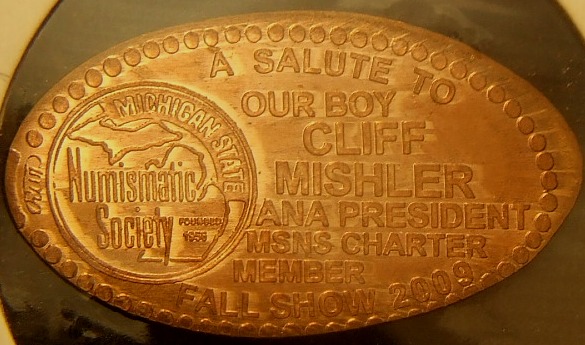 A SALUTE TO
OUR BOY
CLIFF
MISHLER
ANA PRESIDENT
MSNS CHARTER
MEMBER
FALL SHOW 2009
MICHIGAN STATE
Numismatic
Society
FOUNDED
1956